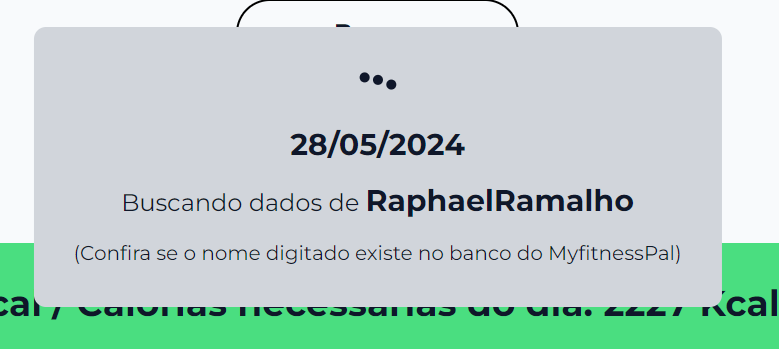 28/05/2024
Buscando dados de RaphaelRamalho
(Confira se o nome digitado existe no banco do MyfitnessPal)
cal / Calorias necessárias do dia: 2227 Kcal